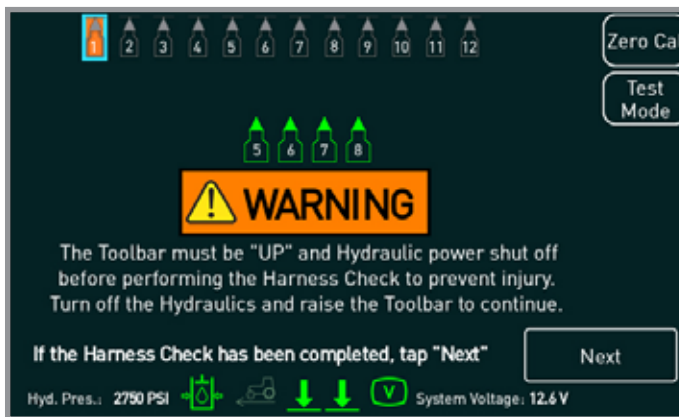 1 2 3 4 5 6 7 8 9 10 11 12
Zero Cal
Test
Mode
5 6 7 8
WARNING
The Toolbar must be "UP" and Hydraulic power shut off
before performing the Harness Check to prevent injury.
Turn off the Hydraulics and raise the Toolbar to continue.
If the Harness Check has been completed, tap "Next"
Next
Hyd. Pres.: 2750 PSI V System Voltage: 12.6 V